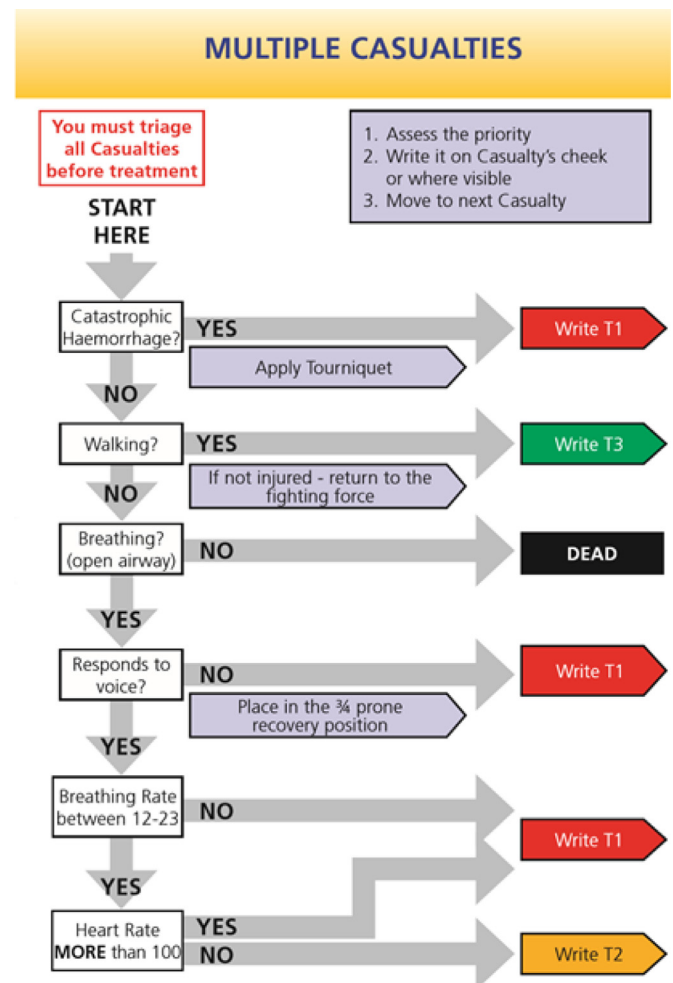 MULTIPLE CASUALTIES
You must triage
all Casualties
before treatment
1. Assess the priority
2. Write it on Casualty's cheek
or where visible
3. Move to next Casualty
START
HERE
Catastrophic
Haemorrhage?
YES
Write T1
Apply Tourniquet
NO
Walking?
YES
Write T3
If not injured - return to the
fighting force
NO
Breathing?
(open airway)
NO
DEAD
YES
Responds to
voice?
NO
Write T1
Place in the ¾ prone
recovery position
YES
Breathing Rate
between 12-23
NO
Write T1
YES
Heart Rate
MORE than 100
YES
NO
Write T2